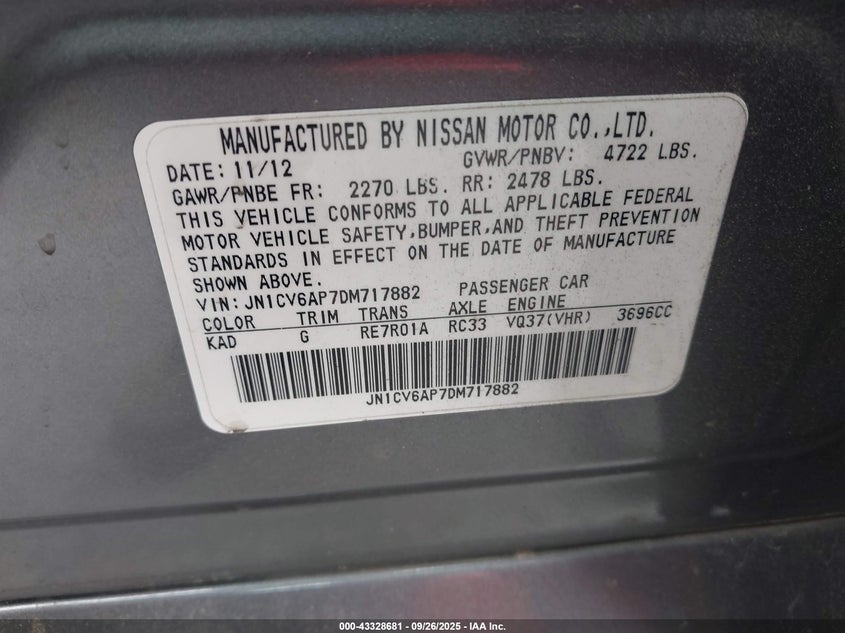 MANUFACTURED BY NISSAN MOTOR CO.,LTD.
DATE: 11/12 GVWR/PNBV: 4722 LBS.
GAWR/PNBE FR: 2270 LBS. RR: 2478 LBS.
THIS VEHICLE CONFORMS TO ALL APPLICABLE FEDERAL
MOTOR VEHICLE SAFETY,BUMPER,AND THEFT PREVENTION
STANDARDS IN EFFECT ON THE DATE OF MANUFACTURE
SHOWN ABOVE.
VIN: JN1CV6AP7DM717882 PASSENGER CAR
COLOR TRIM TRANS AXLE ENGINE
KAD G RE7R01A RC33 VQ37(VHR) 3696CC
JN1CV6AP7DM717882
000-43328681 - 09/26/2025 - IAA Inc.